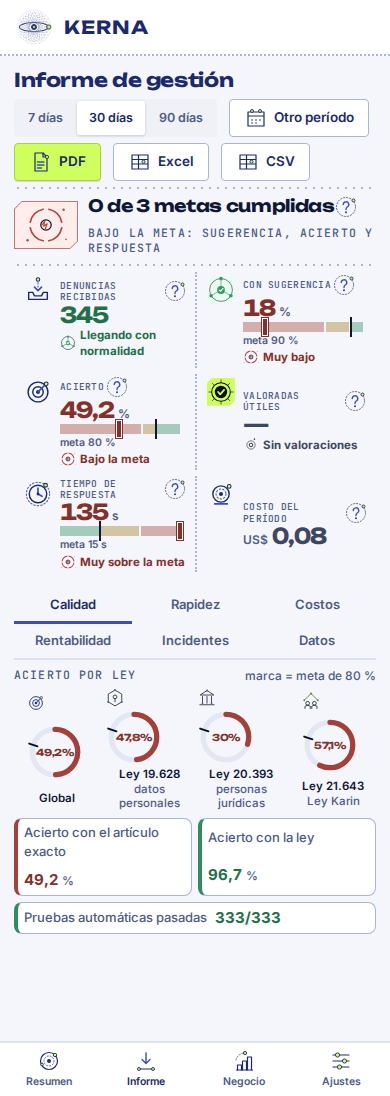 KERNA
Informe de gestión
7 días
30 días
90 días
Otro período
PDF
Excel
CSV
0 de 3 metas cumplidas ?
BAJO LA META: SUGERENCIA, ACIERTO Y
RESPUESTA
DENUNCIAS
RECIBIDAS
?
345
Llegando con
normalidad
CON SUGERENCIA ?
18 %
meta 90 %
Muy bajo
ACIERTO ?
49,2 %
meta 80 %
Bajo la meta
VALORADAS
ÚTILES
?
—
Sin valoraciones
TIEMPO DE
RESPUESTA
?
135 s
meta 15 s
Muy sobre la meta
COSTO DEL
PERÍODO
?
US$ 0,08
Calidad
Rapidez
Costos
Rentabilidad
Incidentes
Datos
ACIERTO POR LEY
marca = meta de 80 %
49,2%
Global
47,8%
Ley 19.628
datos
personales
30%
Ley 20.393
personas
jurídicas
57,1%
Ley 21.643
Ley Karin
Acierto con el artículo
exacto
49,2 %
Acierto con la ley
96,7 %
Pruebas automáticas pasadas 333/333
Resumen
Informe
Negocio
Ajustes